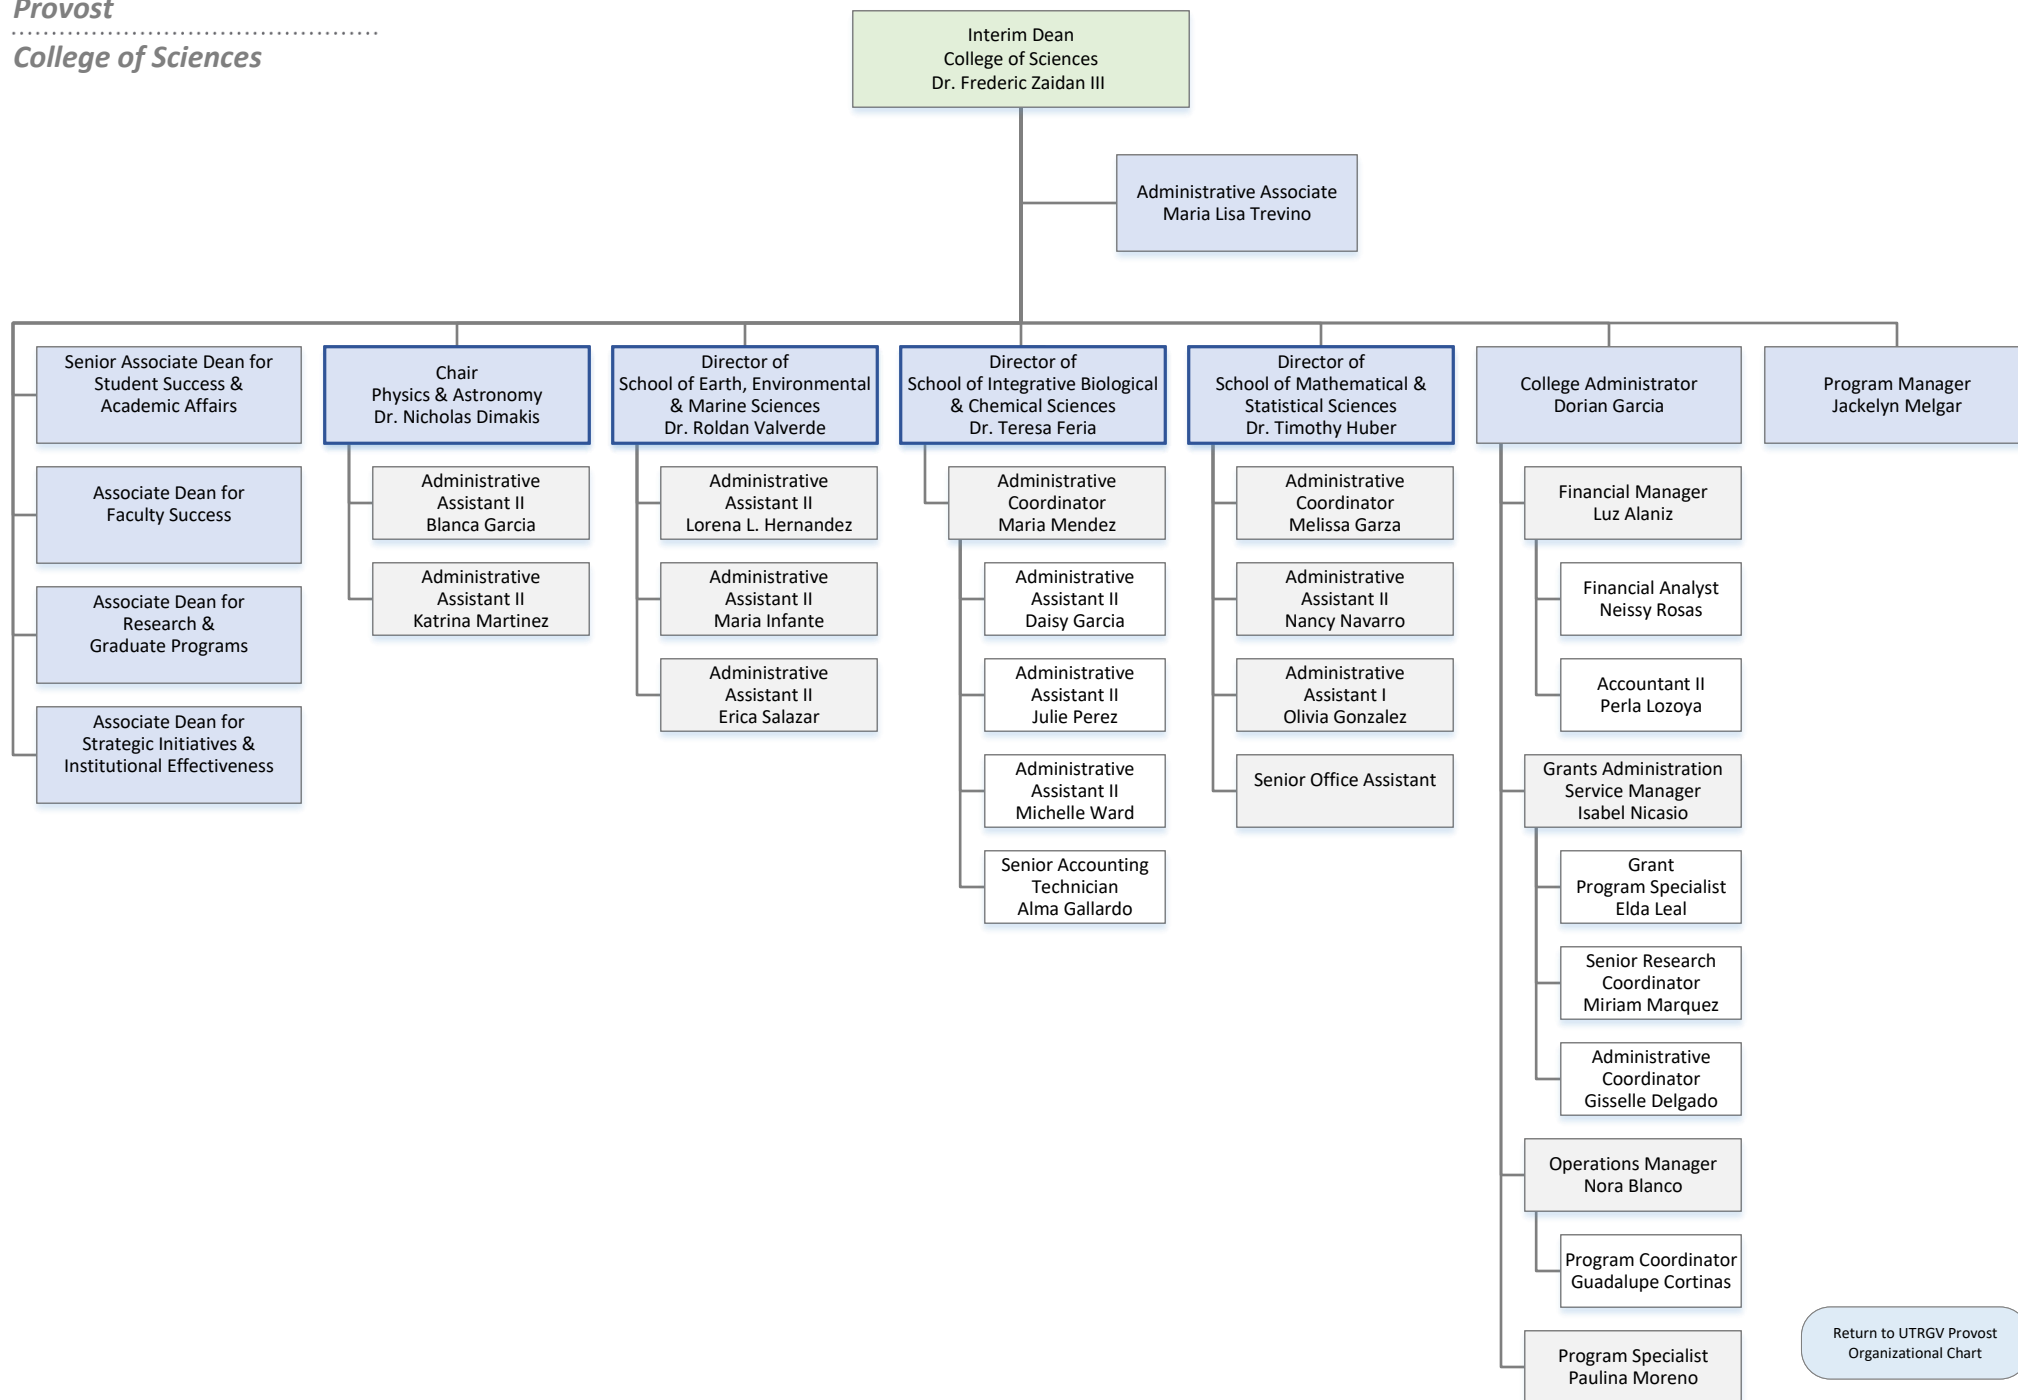 Provost
College of Sciences
Interim Dean
College of Sciences
Dr. Frederic Zaidan III
Administrative Associate
Maria Lisa Trevino
Senior Associate Dean for
Student Success &
Academic Affairs
Associate Dean for
Faculty Success
Associate Dean for
Research &
Graduate Programs
Associate Dean for
Strategic Initiatives &
Institutional Effectiveness
Chair
Physics & Astronomy
Dr. Nicholas Dimakis
Administrative
Assistant II
Blanca Garcia
Administrative
Assistant II
Katrina Martinez
Director of
School of Earth, Environmental
& Marine Sciences
Dr. Roldan Valverde
Administrative
Assistant II
Lorena L. Hernandez
Administrative
Assistant II
Maria Infante
Administrative
Assistant II
Erica Salazar
Director of
School of Integrative Biological
& Chemical Sciences
Dr. Teresa Feria
Administrative
Coordinator
Maria Mendez
Administrative
Assistant II
Daisy Garcia
Administrative
Assistant II
Julie Perez
Administrative
Assistant II
Michelle Ward
Senior Accounting
Technician
Alma Gallardo
Director of
School of Mathematical &
Statistical Sciences
Dr. Timothy Huber
Administrative
Coordinator
Melissa Garza
Administrative
Assistant II
Nancy Navarro
Administrative
Assistant I
Olivia Gonzalez
Senior Office Assistant
College Administrator
Dorian Garcia
Financial Manager
Luz Alaniz
Financial Analyst
Neissy Rosas
Accountant II
Perla Lozoya
Grants Administration
Service Manager
Isabel Nicasio
Grant
Program Specialist
Elda Leal
Senior Research
Coordinator
Miriam Marquez
Administrative
Coordinator
Gisselle Delgado
Operations Manager
Nora Blanco
Program Coordinator
Guadalupe Cortinas
Program Specialist
Paulina Moreno
Program Manager
Jackelyn Melgar
Return to UTRGV Provost
Organizational Chart